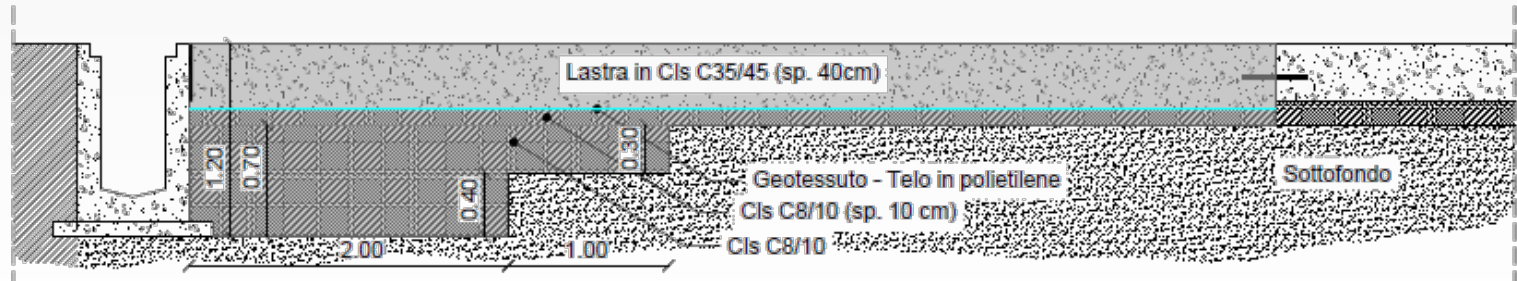 Lastra in Cls C35/45 (sp. 40cm)
1.20
0.70
0.40
0.30
Geotessuto - Telo in polietilene
Cls C8/10 (sp. 10 cm)
Cls C8/10
Sottofondo
2.00
1.00